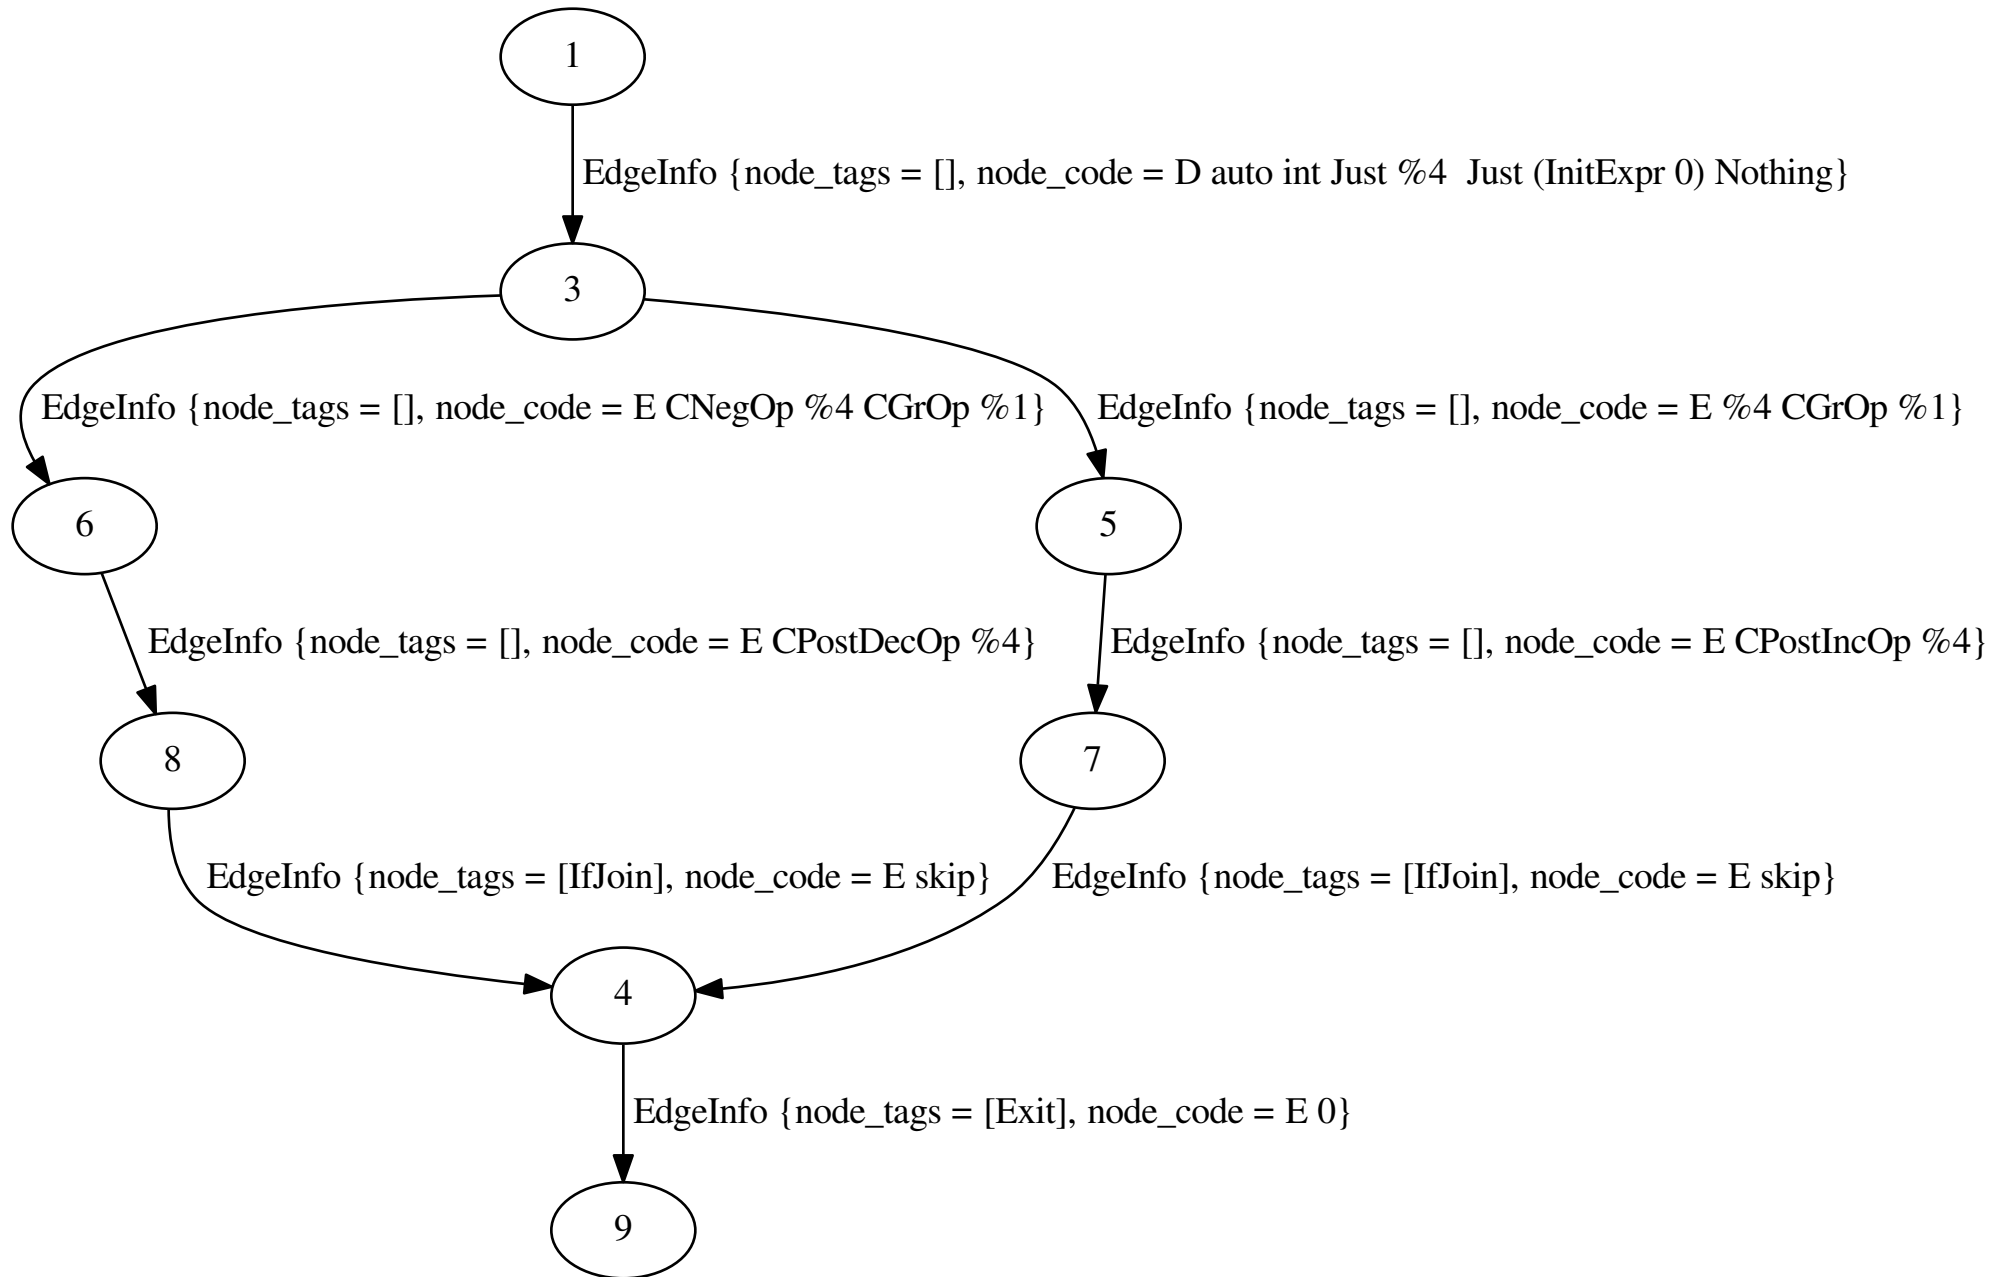 1
EdgeInfo {node_tags = [], node_code = D auto int Just %4  Just (InitExpr 0) Nothing}
3
EdgeInfo {node_tags = [], node_code = E CNegOp %4 CGrOp %1}
EdgeInfo {node_tags = [], node_code = E %4 CGrOp %1}
6
5
EdgeInfo {node_tags = [], node_code = E CPostDecOp %4}
EdgeInfo {node_tags = [], node_code = E CPostIncOp %4}
8
7
EdgeInfo {node_tags = [IfJoin], node_code = E skip}
EdgeInfo {node_tags = [IfJoin], node_code = E skip}
4
EdgeInfo {node_tags = [Exit], node_code = E 0}
9